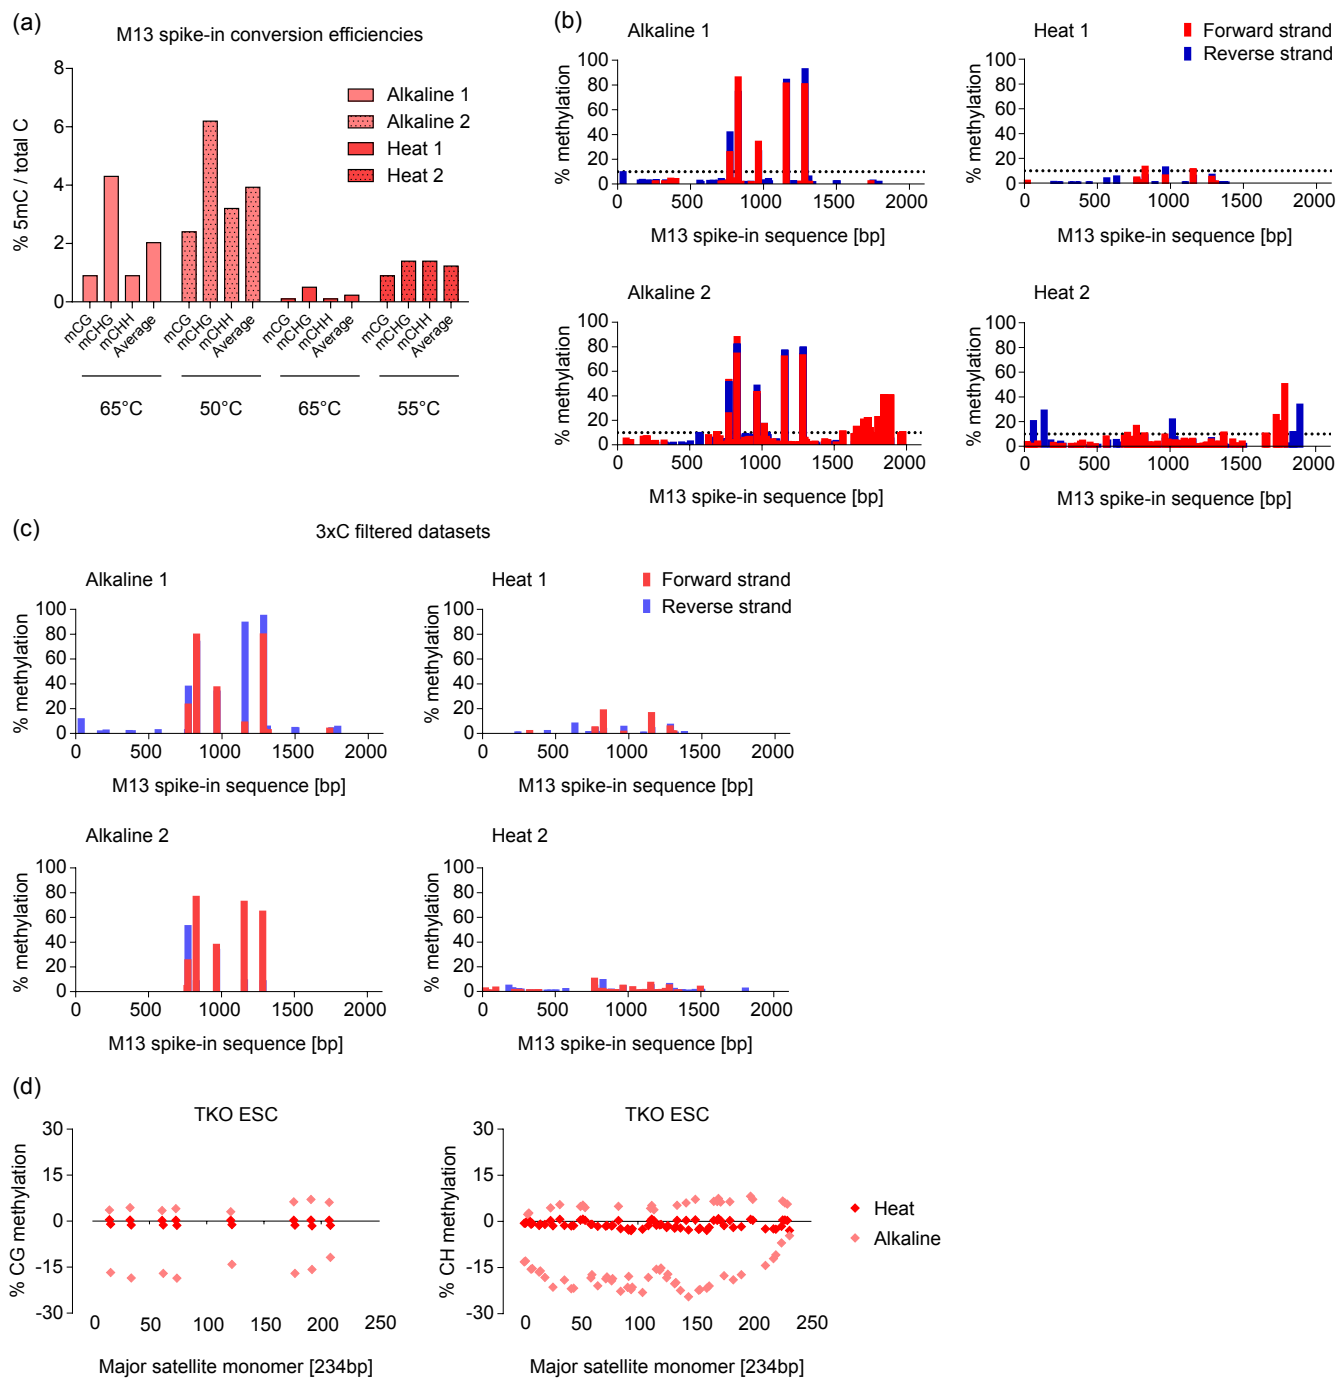 (a)
M13 spike-in conversion efficiencies
% 5mC / total C
8
6
4
2
0
Alkaline 1
Alkaline 2
Heat 1
Heat 2
mCG mCHG mCHH Average mCG mCHG mCHH Average mCG mCHG mCHH Average mCG mCHG mCHH Average
65°C 50°C 65°C 55°C
(b)
Forward strand
Reverse strand
Alkaline 1
% methylation
100
80
60
40
20
0
0 500 1000 1500 2000
M13 spike-in sequence [bp]
Heat 1
% methylation
100
80
60
40
20
0
0 500 1000 1500 2000
M13 spike-in sequence [bp]
Alkaline 2
% methylation
100
80
60
40
20
0
0 500 1000 1500 2000
M13 spike-in sequence [bp]
Heat 2
% methylation
100
80
60
40
20
0
0 500 1000 1500 2000
M13 spike-in sequence [bp]
(c)
3xC filtered datasets
Alkaline 1
% methylation
100
80
60
40
20
0
0 500 1000 1500 2000
M13 spike-in sequence [bp]
Heat 1
Forward strand
Reverse strand
% methylation
100
80
60
40
20
0
0 500 1000 1500 2000
M13 spike-in sequence [bp]
Alkaline 2
% methylation
100
80
60
40
20
0
0 500 1000 1500 2000
M13 spike-in sequence [bp]
Heat 2
% methylation
100
80
60
40
20
0
0 500 1000 1500 2000
M13 spike-in sequence [bp]
(d)
TKO ESC
% CG methylation
30
15
0
-15
-30
0 50 100 150 200 250
Major satellite monomer [234bp]
TKO ESC
% CH methylation
30
15
0
-15
-30
0 50 100 150 200 250
Major satellite monomer [234bp]
Heat
Alkaline